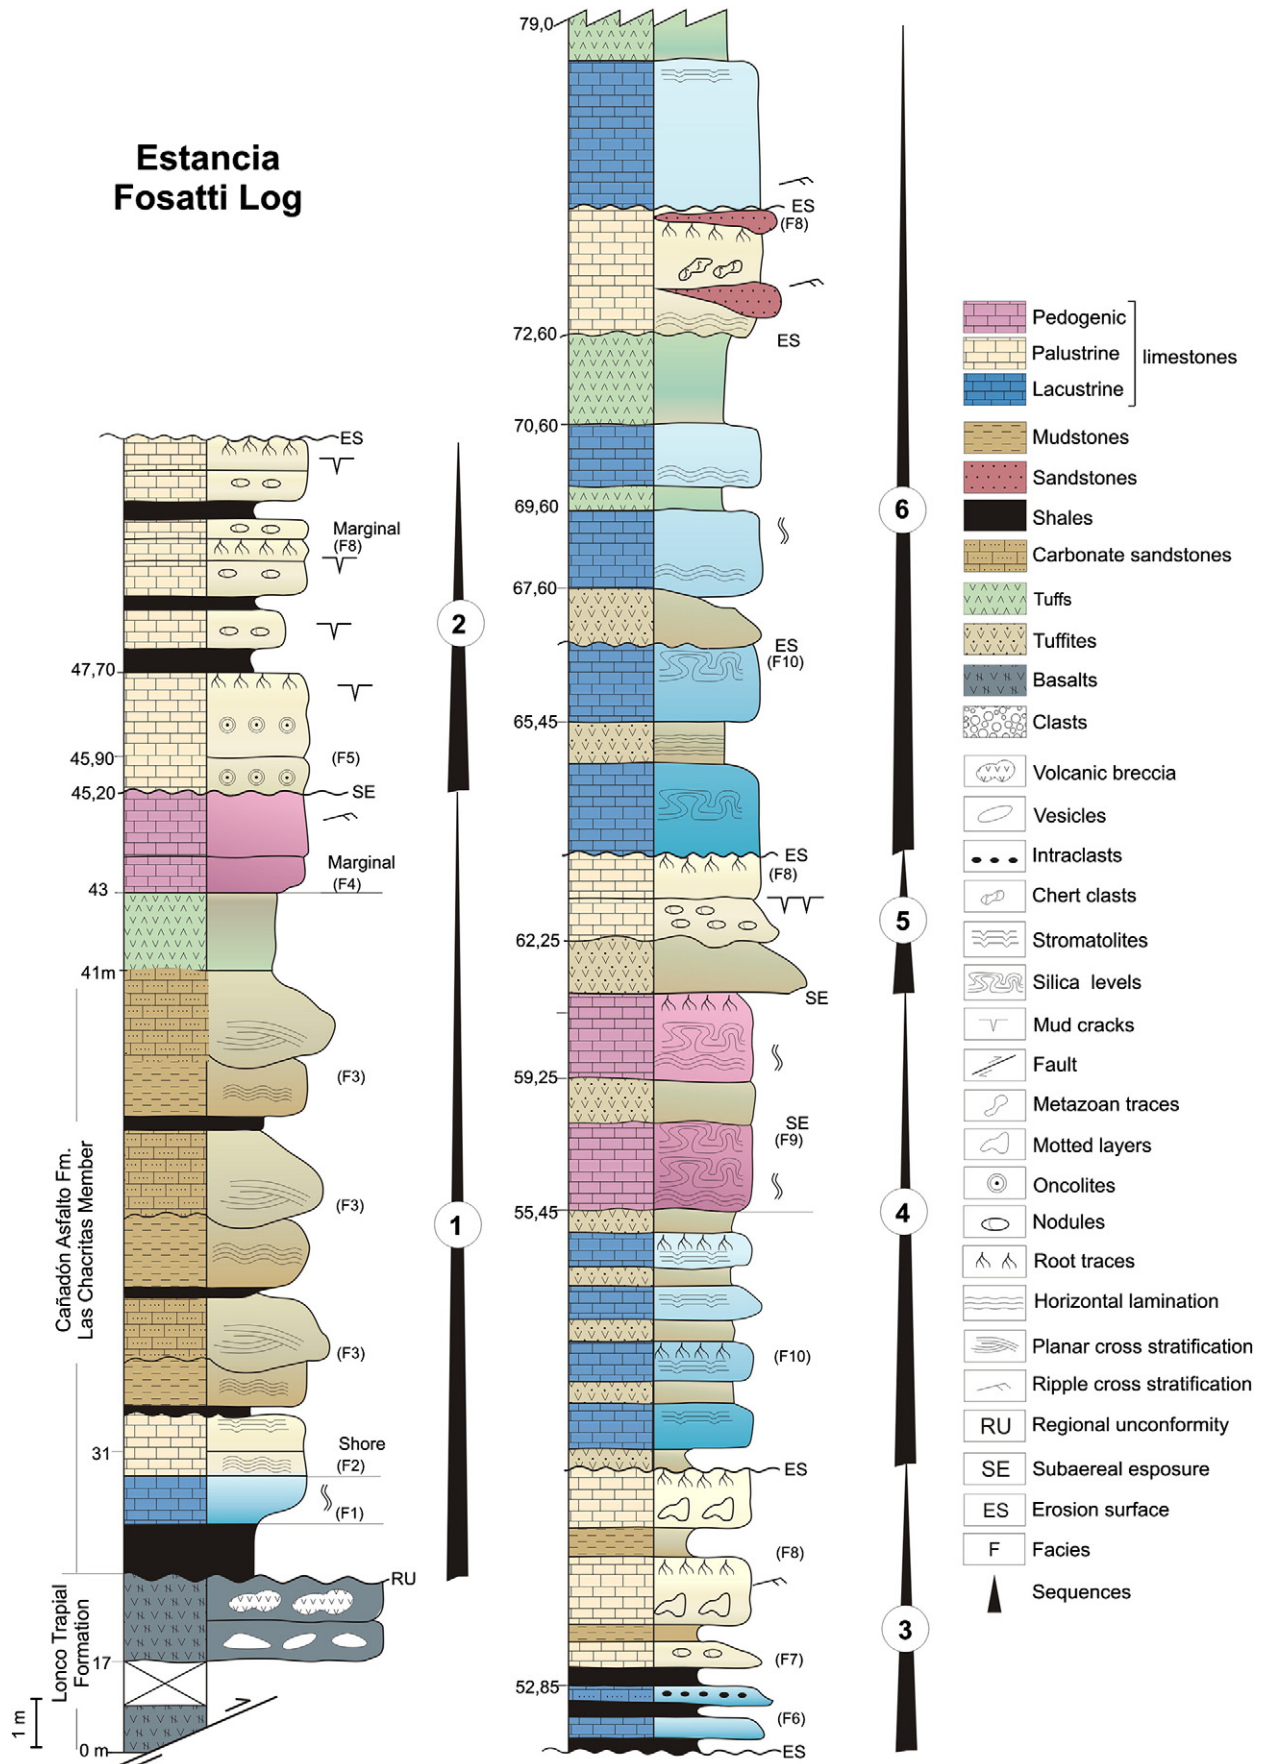 Estancia
Fosatti Log
ES
Marginal
(F8)
2
47,70
45,90
(F5)
45,20
SE
Marginal
(F4)
43
41m
(F3)
(F3)
1
(F3)
Cañadón Asfalto Fm.
Las Chacritas Member
31
Shore
(F2)
(F1)
RU
Lonco Trapial
Formation
17
1 m
0 m
79,0
ES
(F8)
72,60
ES
70,60
69,60
6
67,60
ES
(F10)
65,45
ES
(F8)
5
62,25
SE
59,25
SE
(F9)
55,45
4
(F10)
ES
(F8)
3
(F7)
52,85
(F6)
ES
Pedogenic
Palustrine
limestones
Lacustrine
Mudstones
Sandstones
Shales
Carbonate sandstones
Tuffs
Tuffites
Basalts
Clasts
Volcanic breccia
Vesicles
Intraclasts
Chert clasts
Stromatolites
Silica levels
Mud cracks
Fault
Metazoan traces
Motted layers
Oncolites
Nodules
Root traces
Horizontal lamination
Planar cross stratification
Ripple cross stratification
RU Regional unconformity
SE Subaereal esposure
ES Erosion surface
F Facies
Sequences